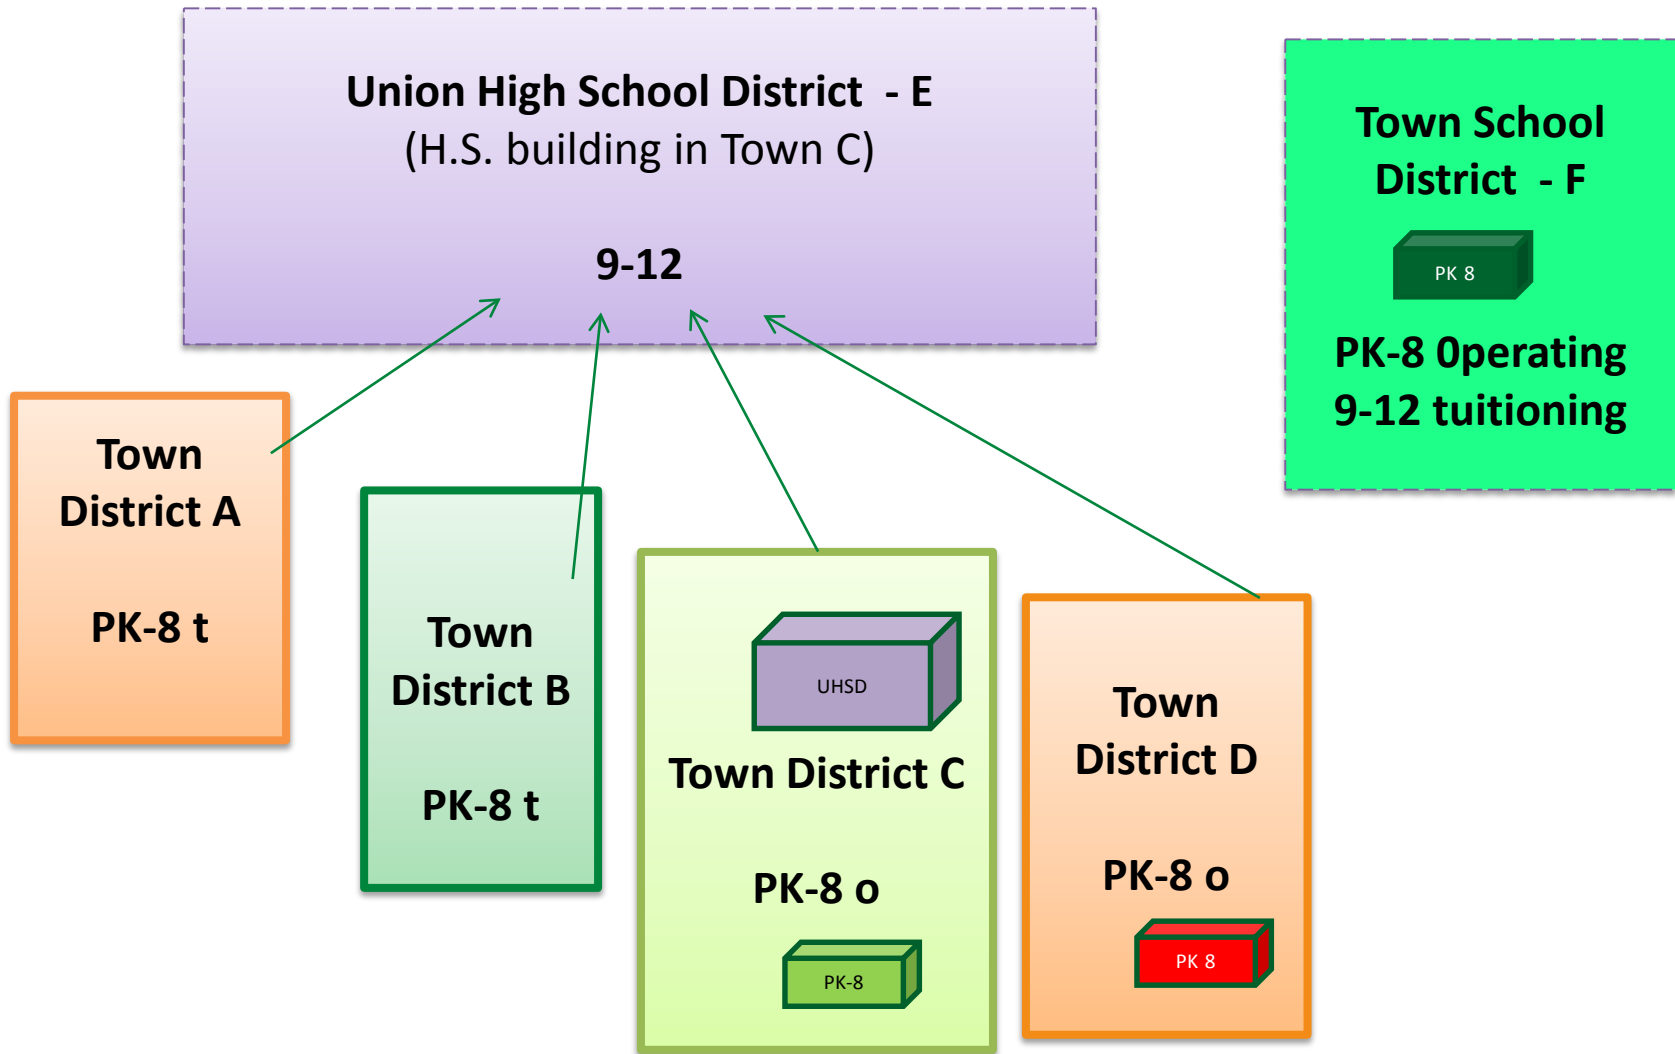 Union High School District  - E
(H.S. building in Town C)
9-12
Town School
District  - F
PK 8
PK-8 0perating
9-12 tuitioning
Town
District A
PK-8 t
Town
District B
PK-8 t
UHSD
Town District C
PK-8 o
PK-8
Town
District D
PK-8 o
PK 8